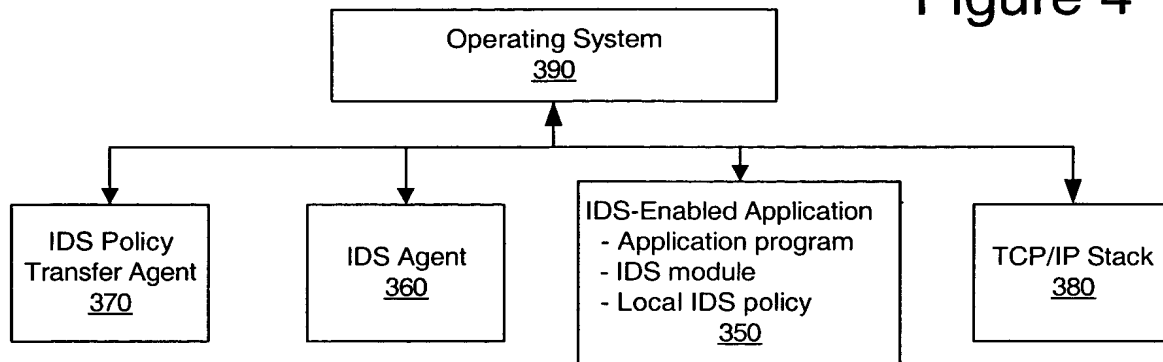 Figure 4
Operating System
390
IDS Policy
Transfer Agent
370
IDS Agent
360
IDS-Enabled Application
- Application program
- IDS module
- Local IDS policy
350
TCP/IP Stack
380